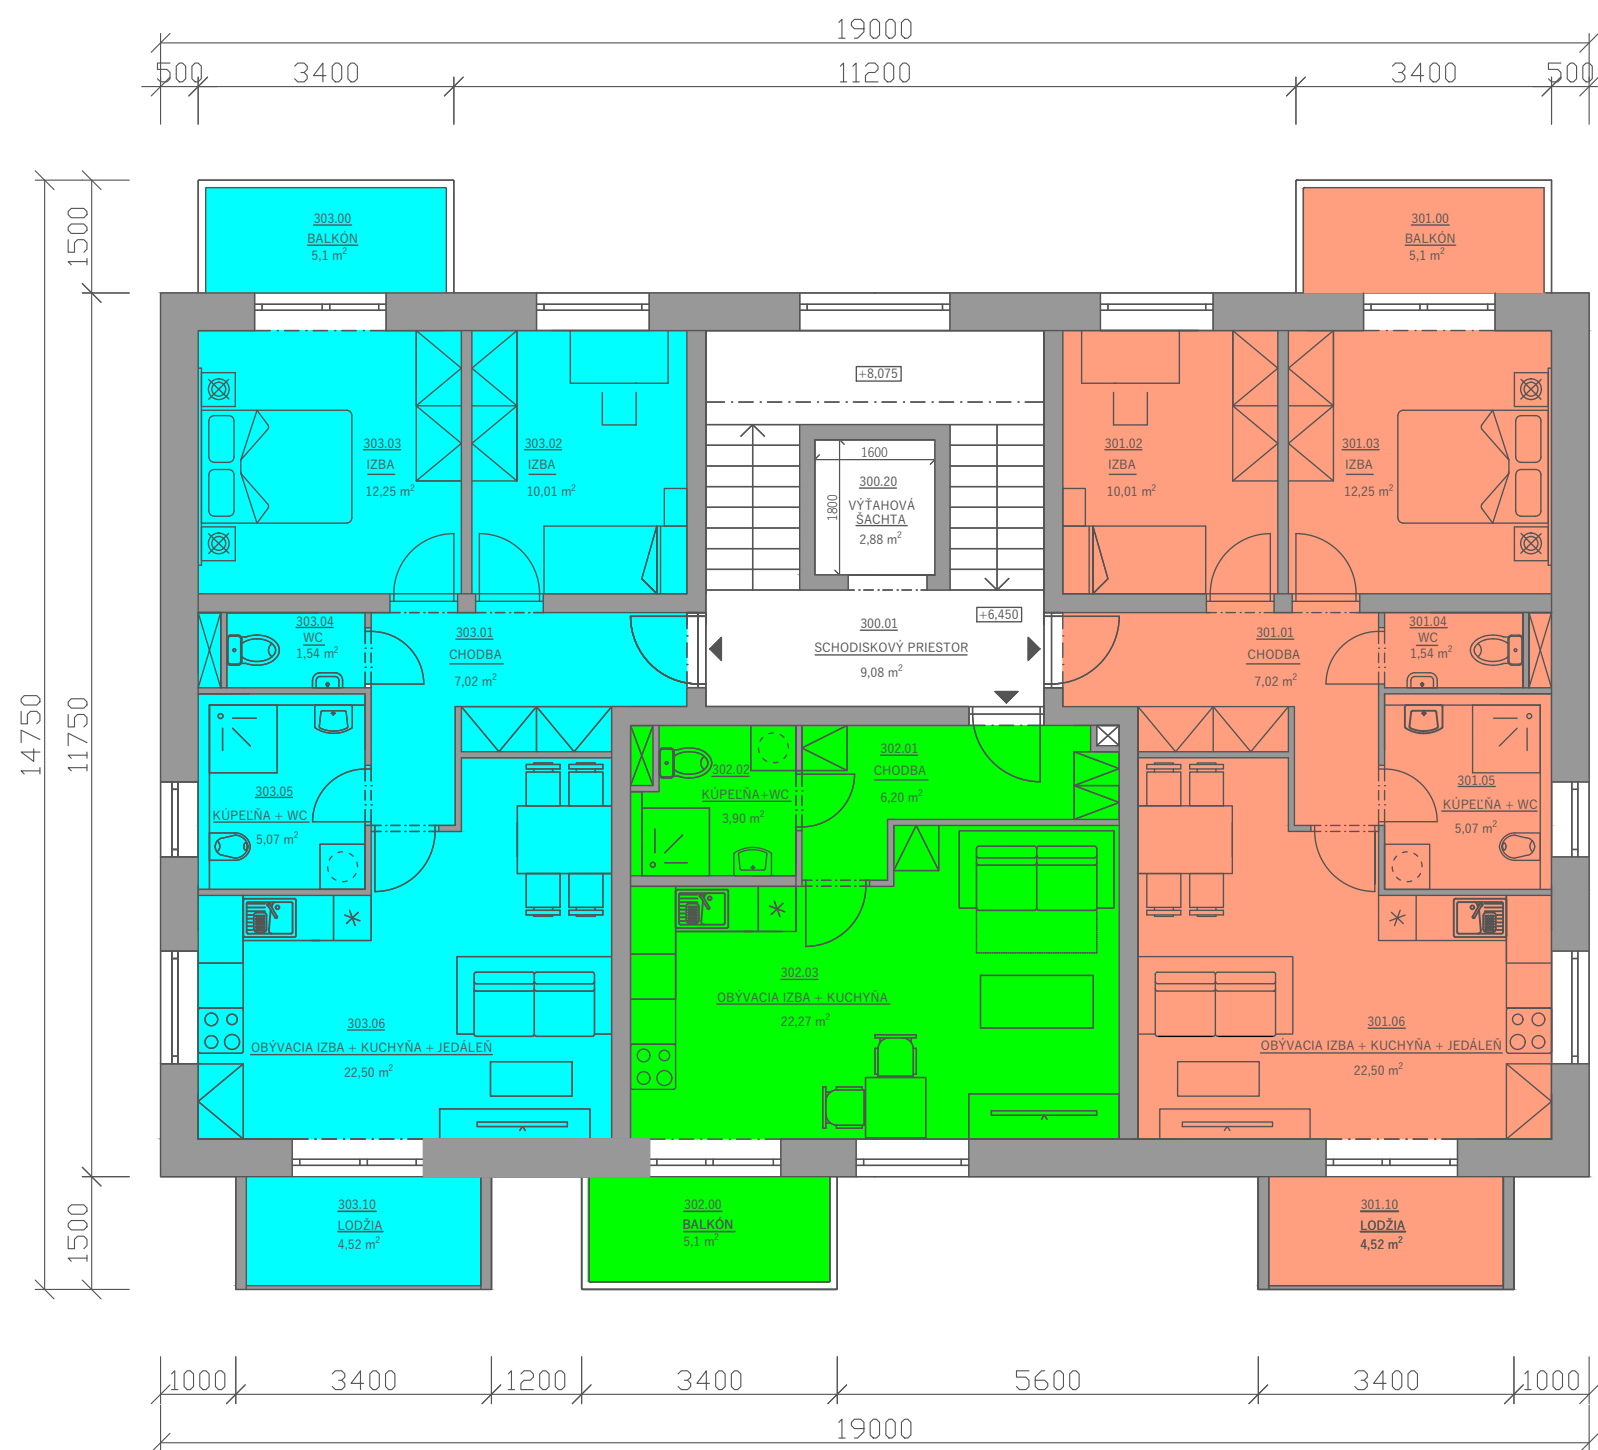 19000
500
3400
11200
3400
500
14750
1500
11750
1500
303.00
BALKÓN
5,1 m²
301.00
BALKÓN
5,1 m²
+8,075
303.03
IZBA
12,25 m²
303.02
IZBA
10,01 m²
1600
1800
300.20
VÝŤAHOVÁ
ŠACHTA
2,88 m²
301.02
IZBA
10,01 m²
301.03
IZBA
12,25 m²
+6,450
303.04
WC
1,54 m²
303.01
CHODBA
7,02 m²
300.01
SCHODISKOVÝ PRIESTOR
9,08 m²
301.01
CHODBA
7,02 m²
301.04
WC
1,54 m²
303.05
KÚPEĽŇA + WC
5,07 m²
302.02
KÚPEĽŇA+WC
3,90 m²
302.01
CHODBA
6,20 m²
301.05
KÚPEĽŇA + WC
5,07 m²
303.06
OBÝVACIA IZBA + KUCHYŇA + JEDÁLEŇ
22,50 m²
302.03
OBÝVACIA IZBA + KUCHYŇA
22,27 m²
301.06
OBÝVACIA IZBA + KUCHYŇA + JEDÁLEŇ
22,50 m²
303.10
LODŽIA
4,52 m²
302.00
BALKÓN
5,1 m²
301.10
LODŽIA
4,52 m²
1000
3400
1200
3400
5600
3400
1000
19000